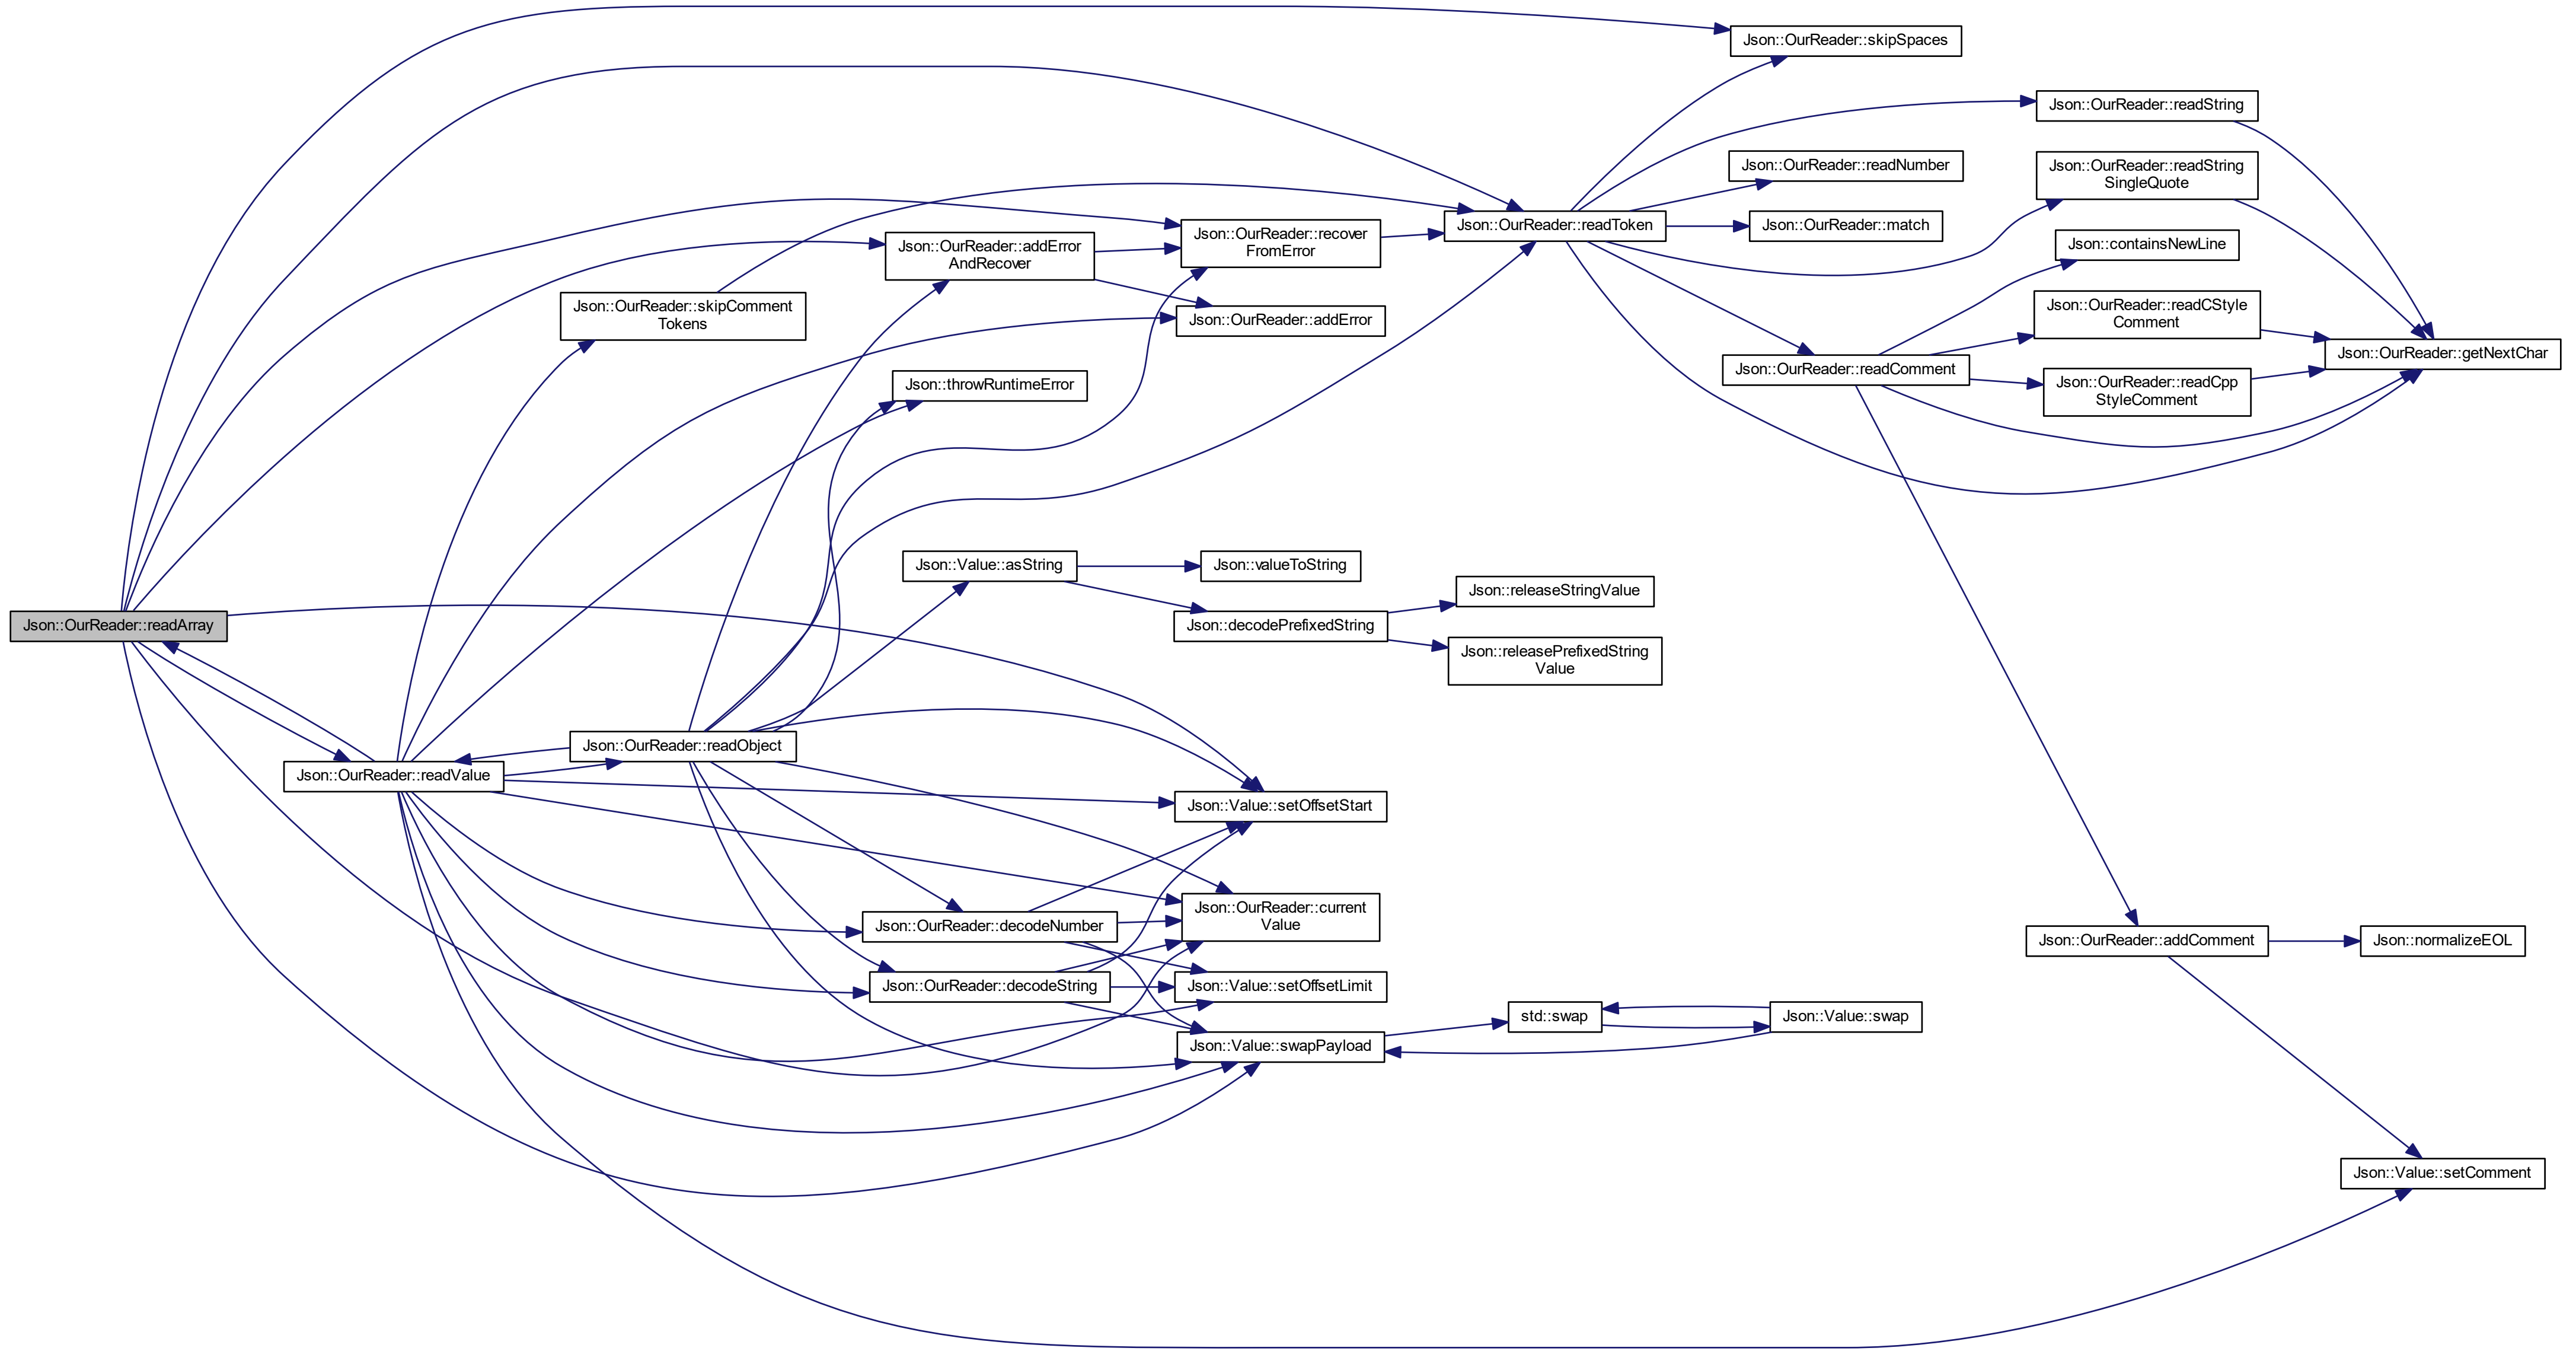 Json::OurReader::skipSpaces
Json::OurReader::readString
Json::OurReader::readNumber
Json::OurReader::readString
SingleQuote
Json::OurReader::readToken
Json::OurReader::match
Json::OurReader::recover
FromError
Json::OurReader::addError
AndRecover
Json::containsNewLine
Json::OurReader::skipComment
Tokens
Json::OurReader::addError
Json::OurReader::readCStyle
Comment
Json::OurReader::getNextChar
Json::OurReader::readComment
Json::throwRuntimeError
Json::OurReader::readCpp
StyleComment
Json::Value::asString
Json::valueToString
Json::releaseStringValue
Json::OurReader::readArray
Json::decodePrefixedString
Json::releasePrefixedString
Value
Json::OurReader::readObject
Json::OurReader::readValue
Json::Value::setOffsetStart
Json::OurReader::current
Value
Json::OurReader::decodeNumber
Json::OurReader::addComment
Json::normalizeEOL
Json::OurReader::decodeString
Json::Value::setOffsetLimit
std::swap
Json::Value::swap
Json::Value::swapPayload
Json::Value::setComment